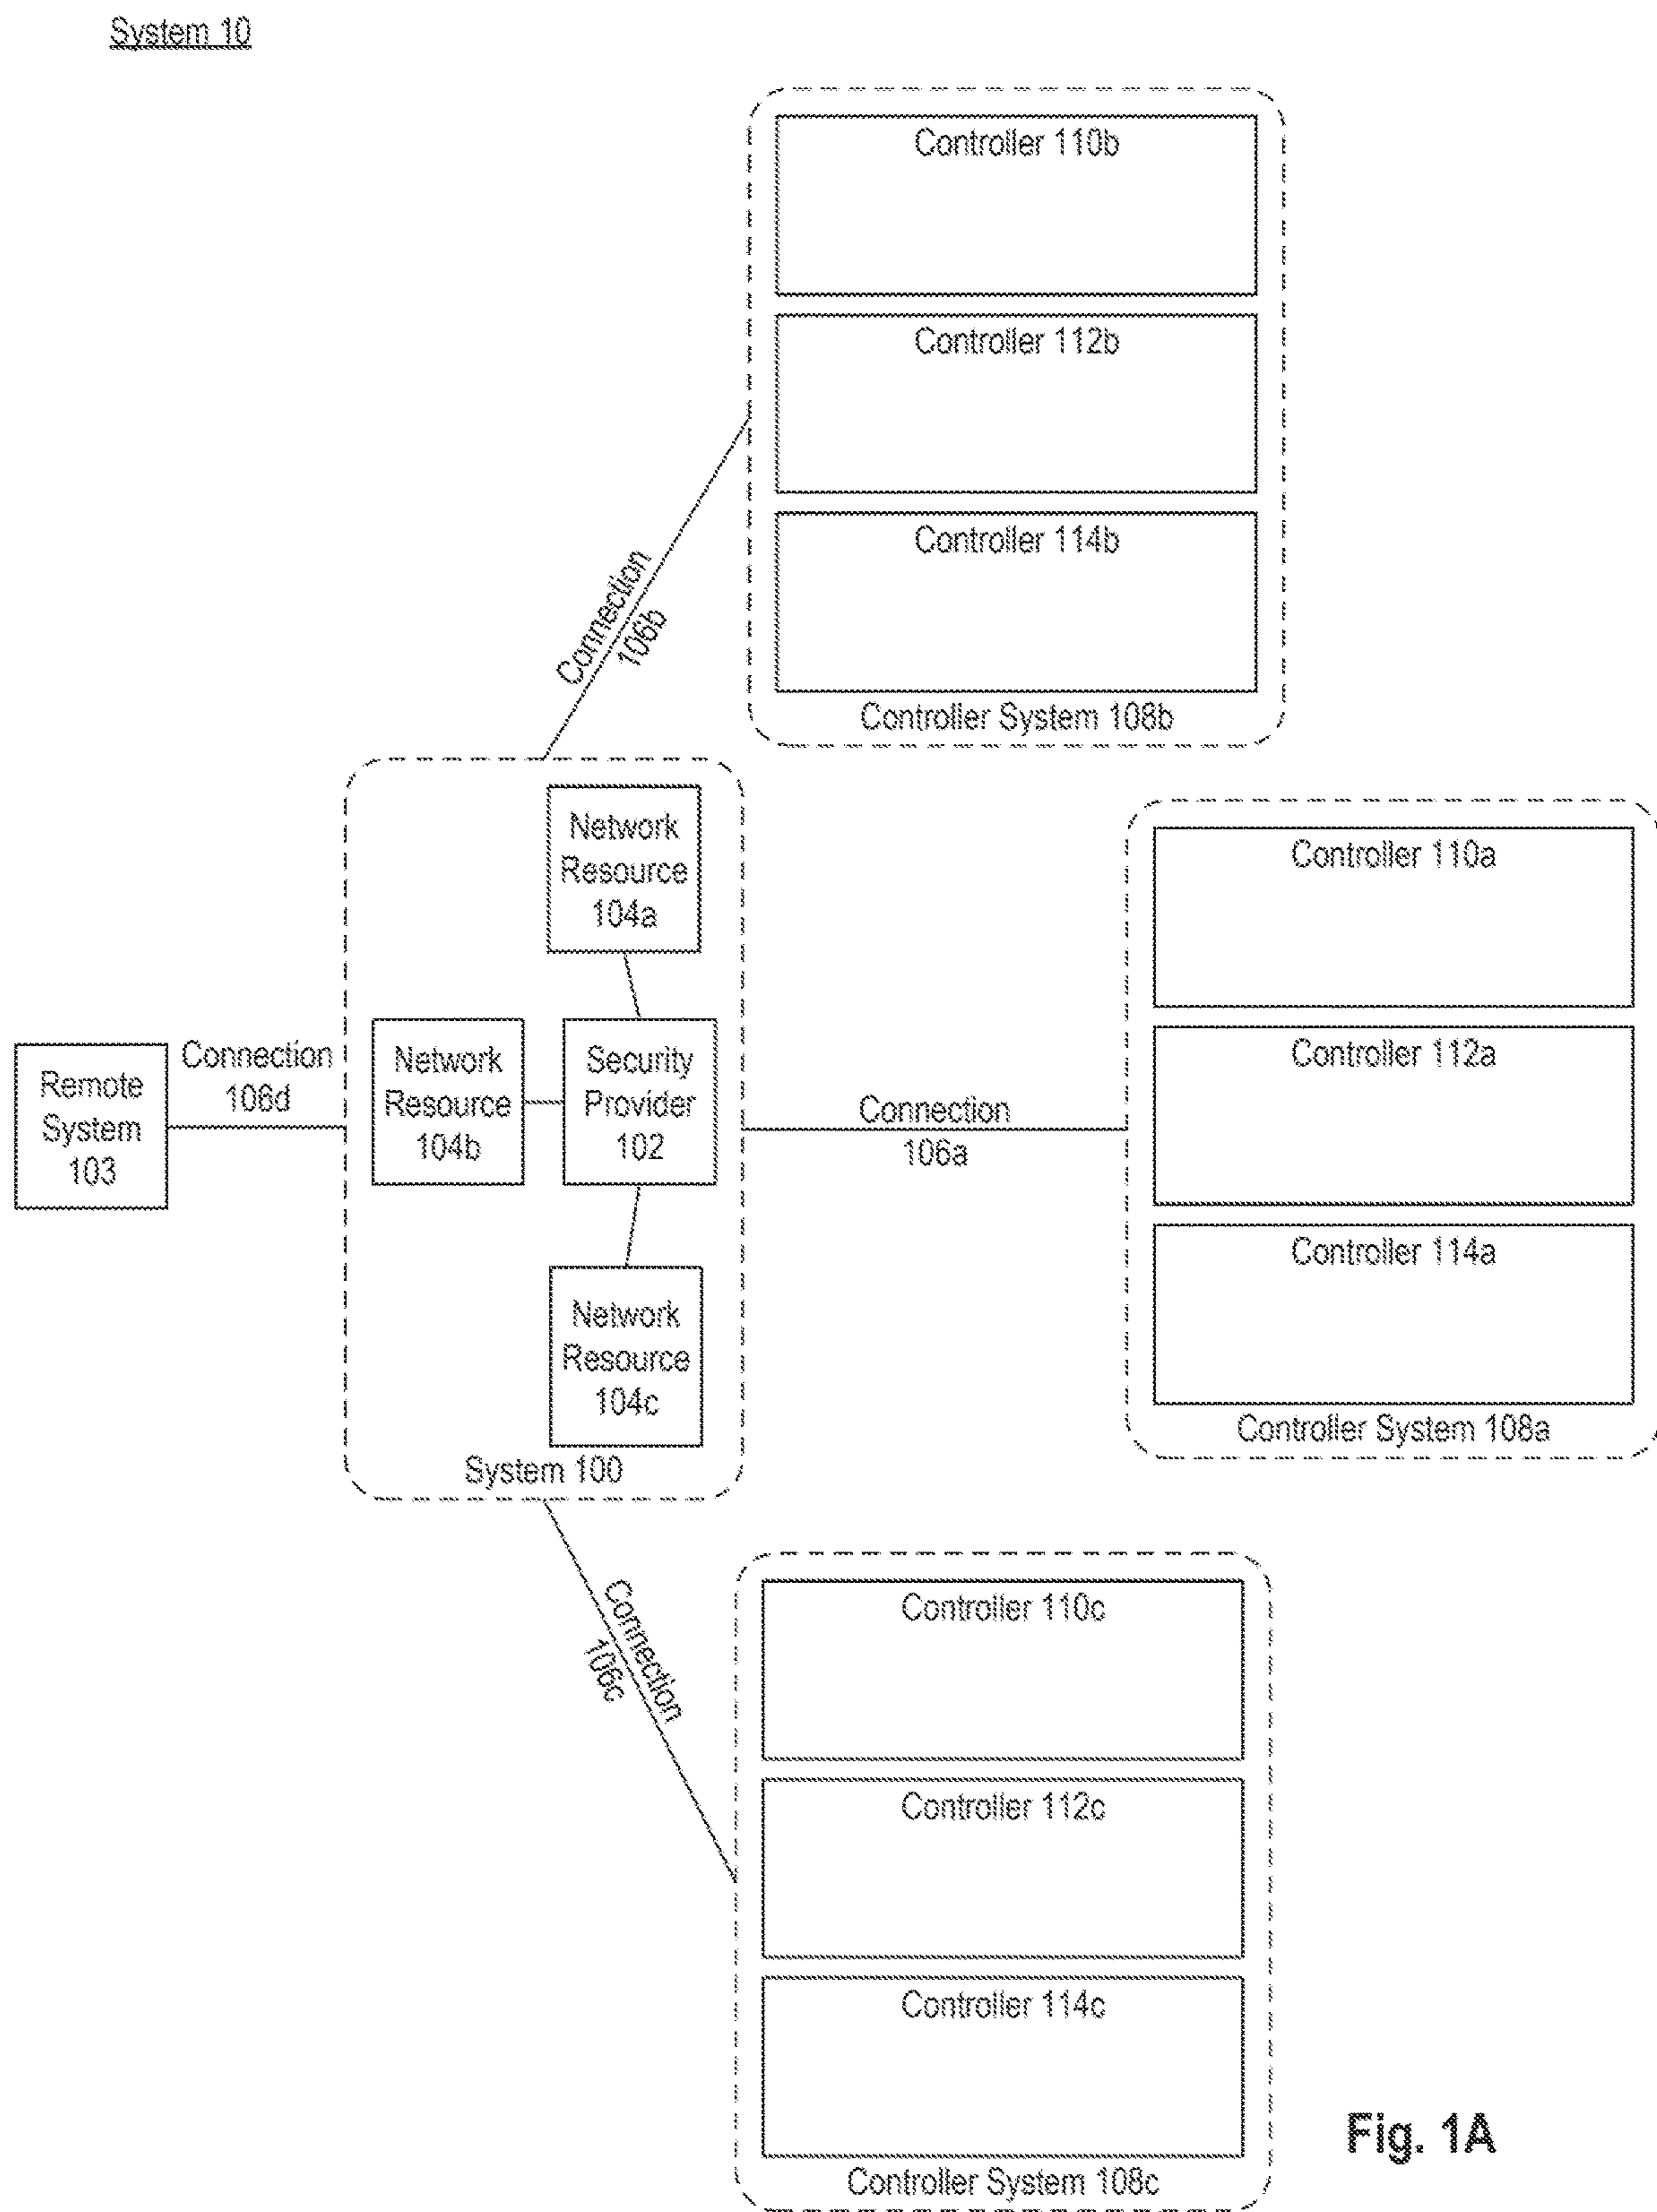 System 10
Controller 110b
Controller 112b
Controller 114b
Controller System 108b
Connection
106b
Network
Resource
104a
Network
Resource
104b
Security
Provider
102
Network
Resource
104c
System 100
Remote
System
103
Connection
106d
Connection
106a
Controller 110a
Controller 112a
Controller 114a
Controller System 108a
Connection
106c
Controller 110c
Controller 112c
Controller 114c
Controller System 108c
Fig. 1A